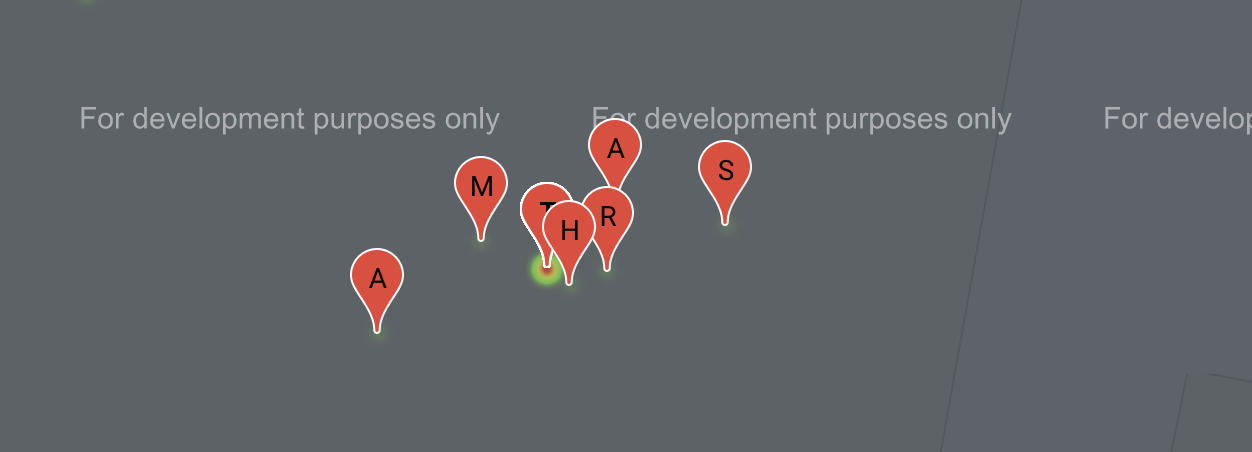 For development purposes only
For development purposes only
For develop
A
M
S
T
R
H
A